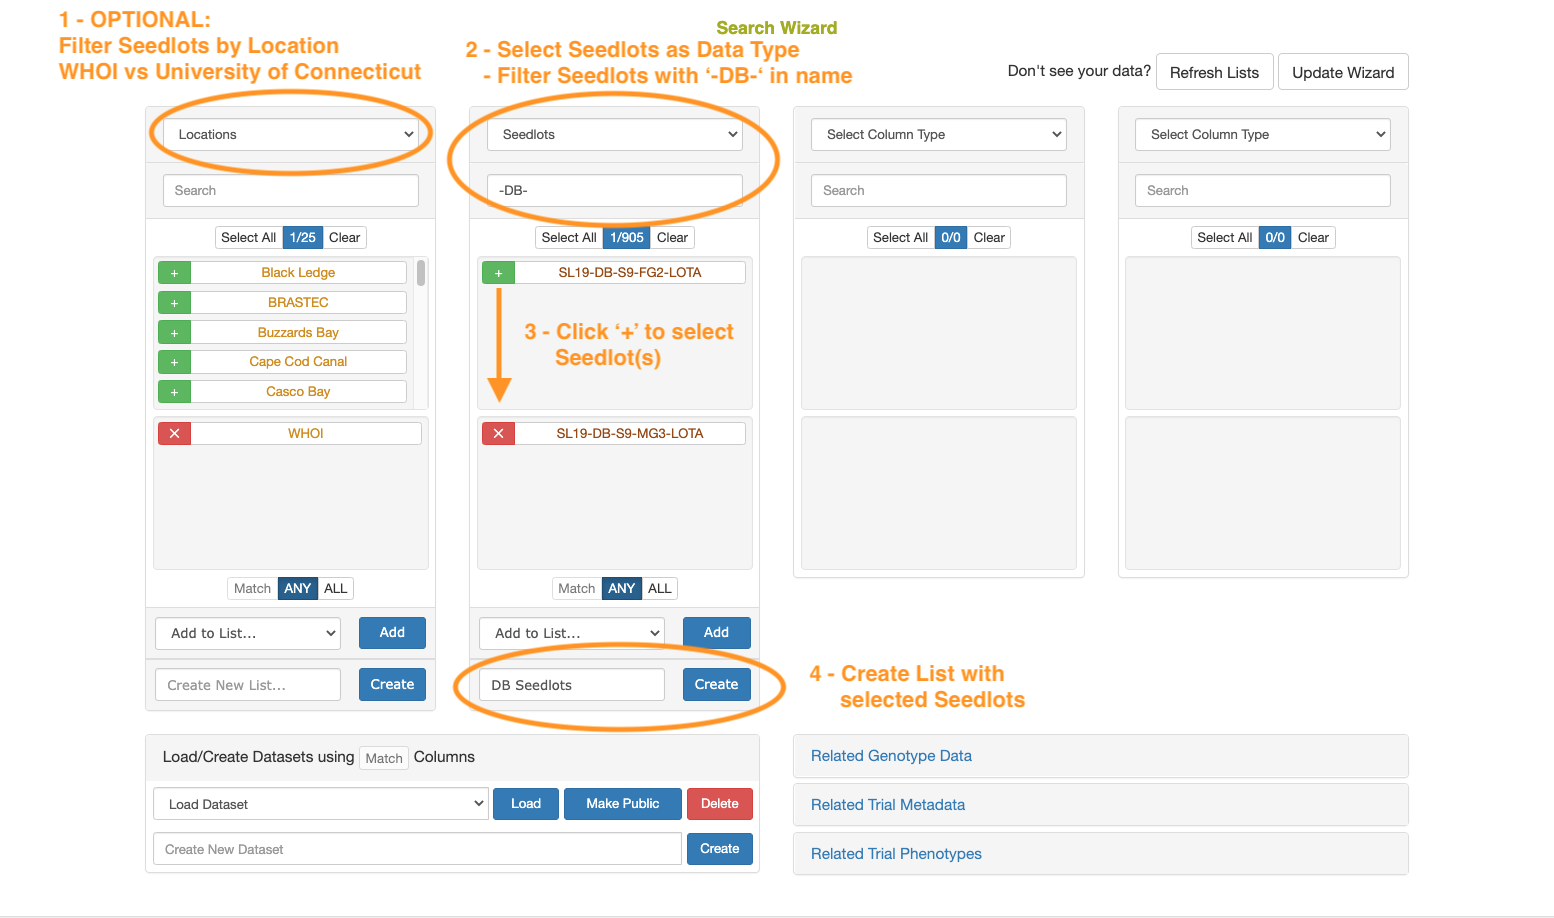 1 - OPTIONAL:
Filter Seedlots by Location
WHOI vs University of Connecticut
Search Wizard
2 - Select Seedlots as Data Type
- Filter Seedlots with ‘-DB-‘ in name
Don't see your data? Refresh Lists Update Wizard
Locations
Search
Select All 1/25 Clear
+ Black Ledge
+ BRASTEC
+ Buzzards Bay
+ Cape Cod Canal
+ Casco Bay
× WHOI
Match ANY ALL
Add to List... Add
Create New List... Create
Seedlots
-DB-
Select All 1/905 Clear
+ SL19-DB-S9-FG2-LOTA
3 - Click ‘+’ to select
Seedlot(s)
× SL19-DB-S9-MG3-LOTA
Match ANY ALL
Add to List... Add
DB Seedlots Create
4 - Create List with
selected Seedlots
Select Column Type
Search
Select All 0/0 Clear
Select Column Type
Search
Select All 0/0 Clear
Load/Create Datasets using Match Columns
Load Dataset Load Make Public Delete
Create New Dataset Create
Related Genotype Data
Related Trial Metadata
Related Trial Phenotypes